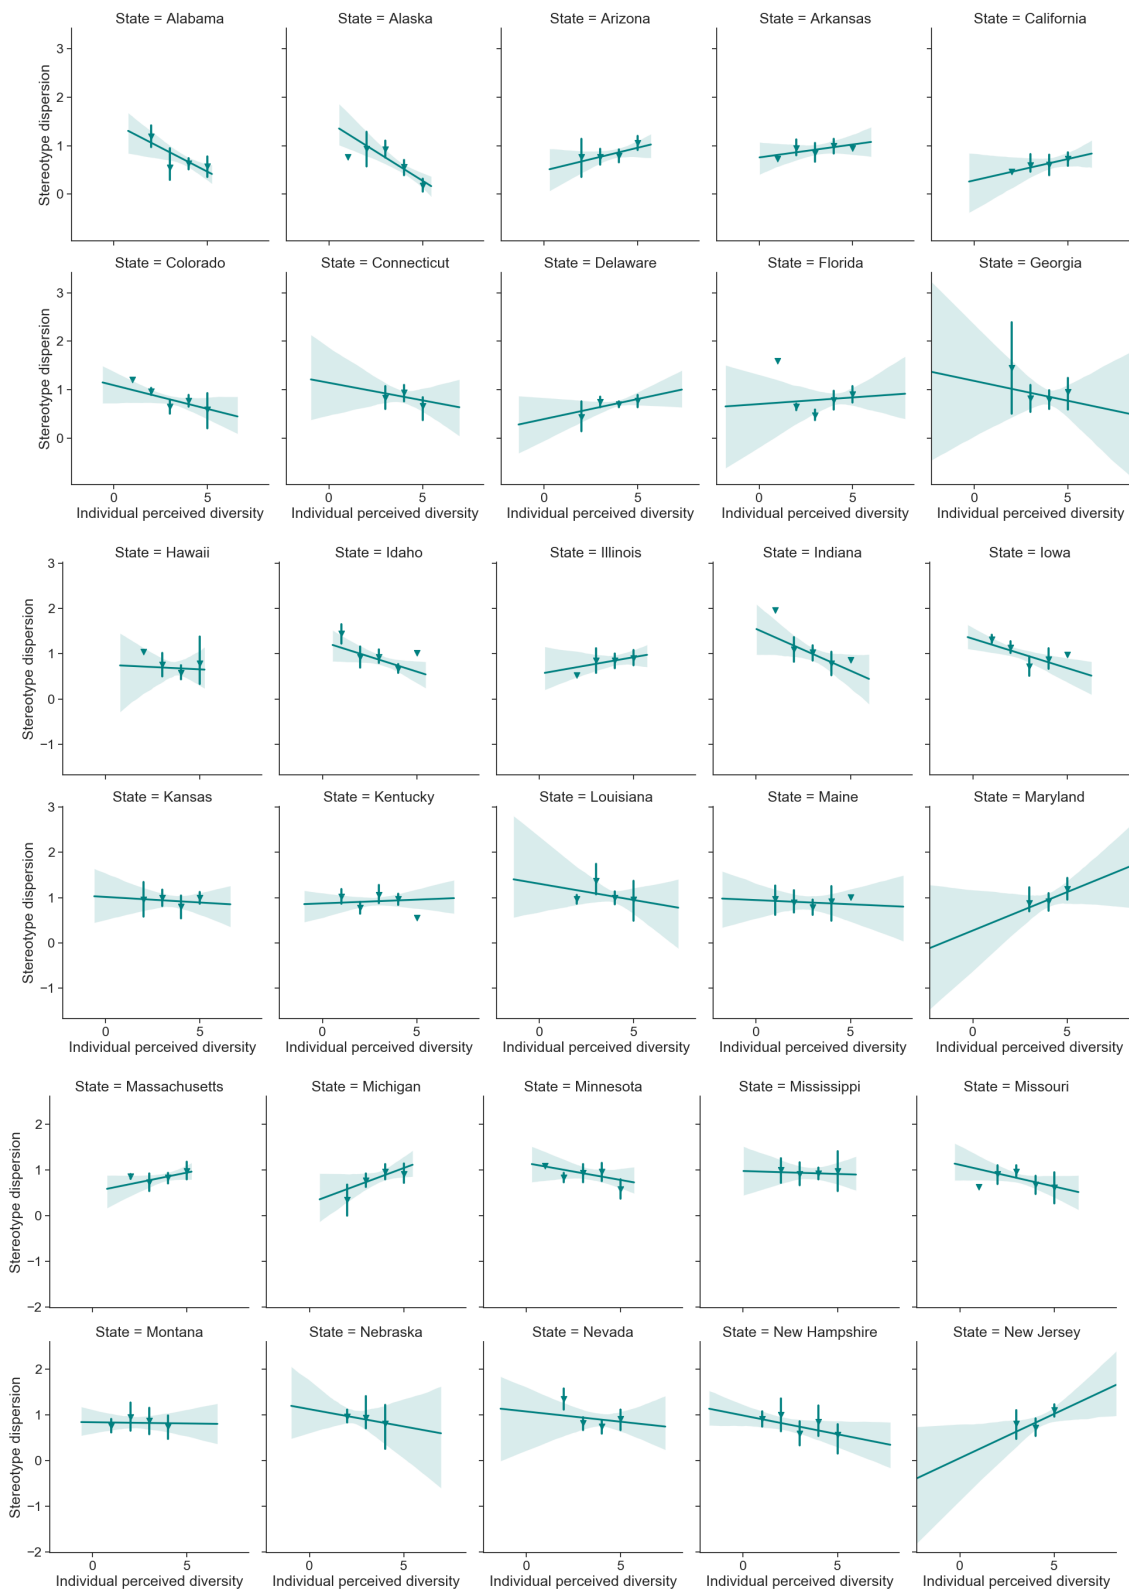 State = Alabama
State = Alaska
State = Arizona
State = Arkansas
State = California
3
2
1
0
Stereotype dispersion
State = Colorado
State = Connecticut
State = Delaware
State = Florida
State = Georgia
3
2
1
0
Stereotype dispersion
0 5
0 5
0 5
0 5
0 5
Individual perceived diversity
Individual perceived diversity
Individual perceived diversity
Individual perceived diversity
Individual perceived diversity
State = Hawaii
State = Idaho
State = Illinois
State = Indiana
State = Iowa
3
2
1
0
−1
Stereotype dispersion
State = Kansas
State = Kentucky
State = Louisiana
State = Maine
State = Maryland
3
2
1
0
−1
Stereotype dispersion
0 5
0 5
0 5
0 5
0 5
Individual perceived diversity
Individual perceived diversity
Individual perceived diversity
Individual perceived diversity
Individual perceived diversity
State = Massachusetts
State = Michigan
State = Minnesota
State = Mississippi
State = Missouri
2
1
0
−1
−2
Stereotype dispersion
State = Montana
State = Nebraska
State = Nevada
State = New Hampshire
State = New Jersey
2
1
0
−1
−2
Stereotype dispersion
0 5
0 5
0 5
0 5
0 5
Individual perceived diversity
Individual perceived diversity
Individual perceived diversity
Individual perceived diversity
Individual perceived diversity